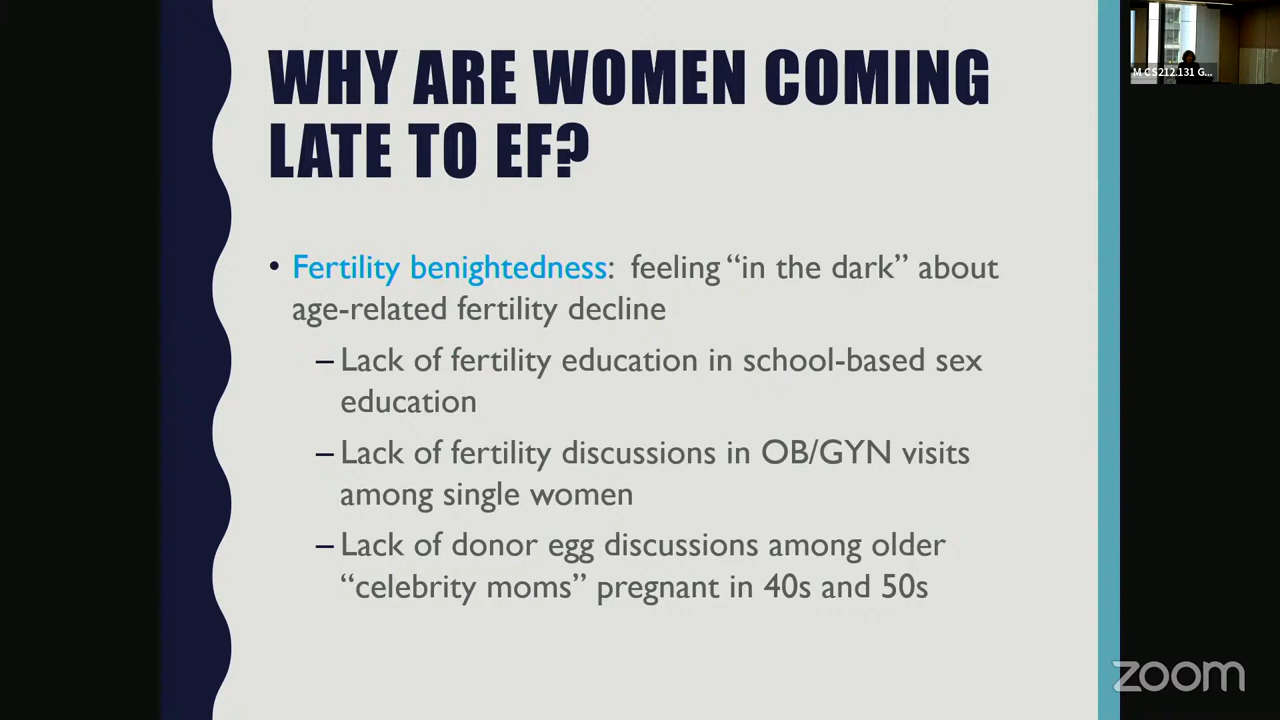 WHY ARE WOMEN COMING
LATE TO EF?
• Fertility benightedness: feeling “in the dark” about
age-related fertility decline
– Lack of fertility education in school-based sex
education
– Lack of fertility discussions in OB/GYN visits
among single women
– Lack of donor egg discussions among older
“celebrity moms” pregnant in 40s and 50s
M CS212.131 G...
zoom